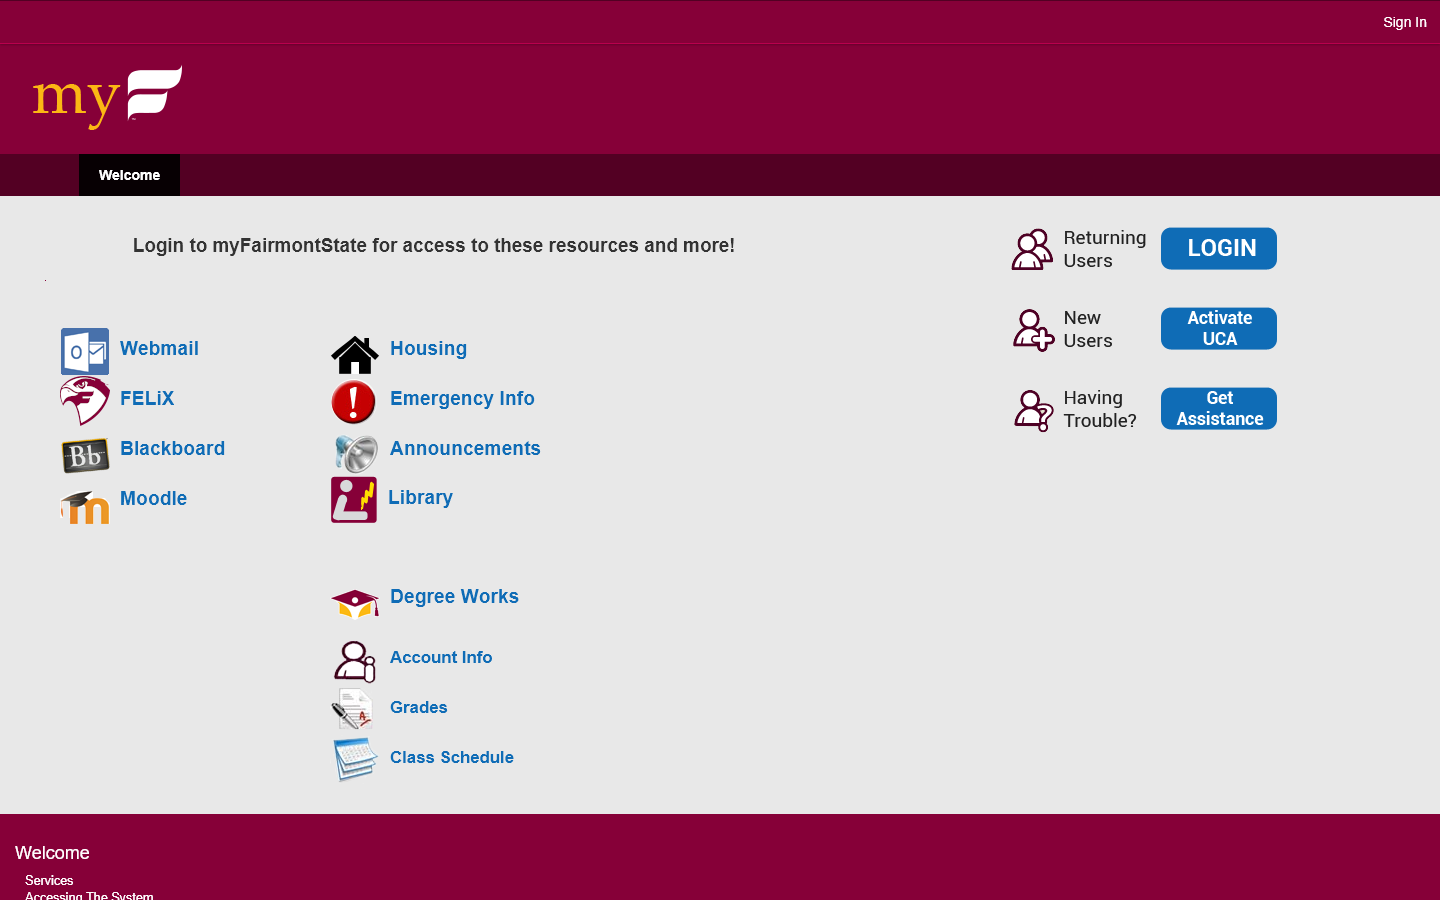 Sign In
my
Welcome
Login to myFairmontState for access to these resources and more!
.
Webmail
FELiX
Blackboard
Moodle
Housing
Emergency Info
Announcements
Library
Degree Works
Account Info
Grades
Class Schedule
Returning
Users
LOGIN
New
Users
Activate
UCA
Having
Trouble?
Get
Assistance
Welcome
Services
Accessing The System